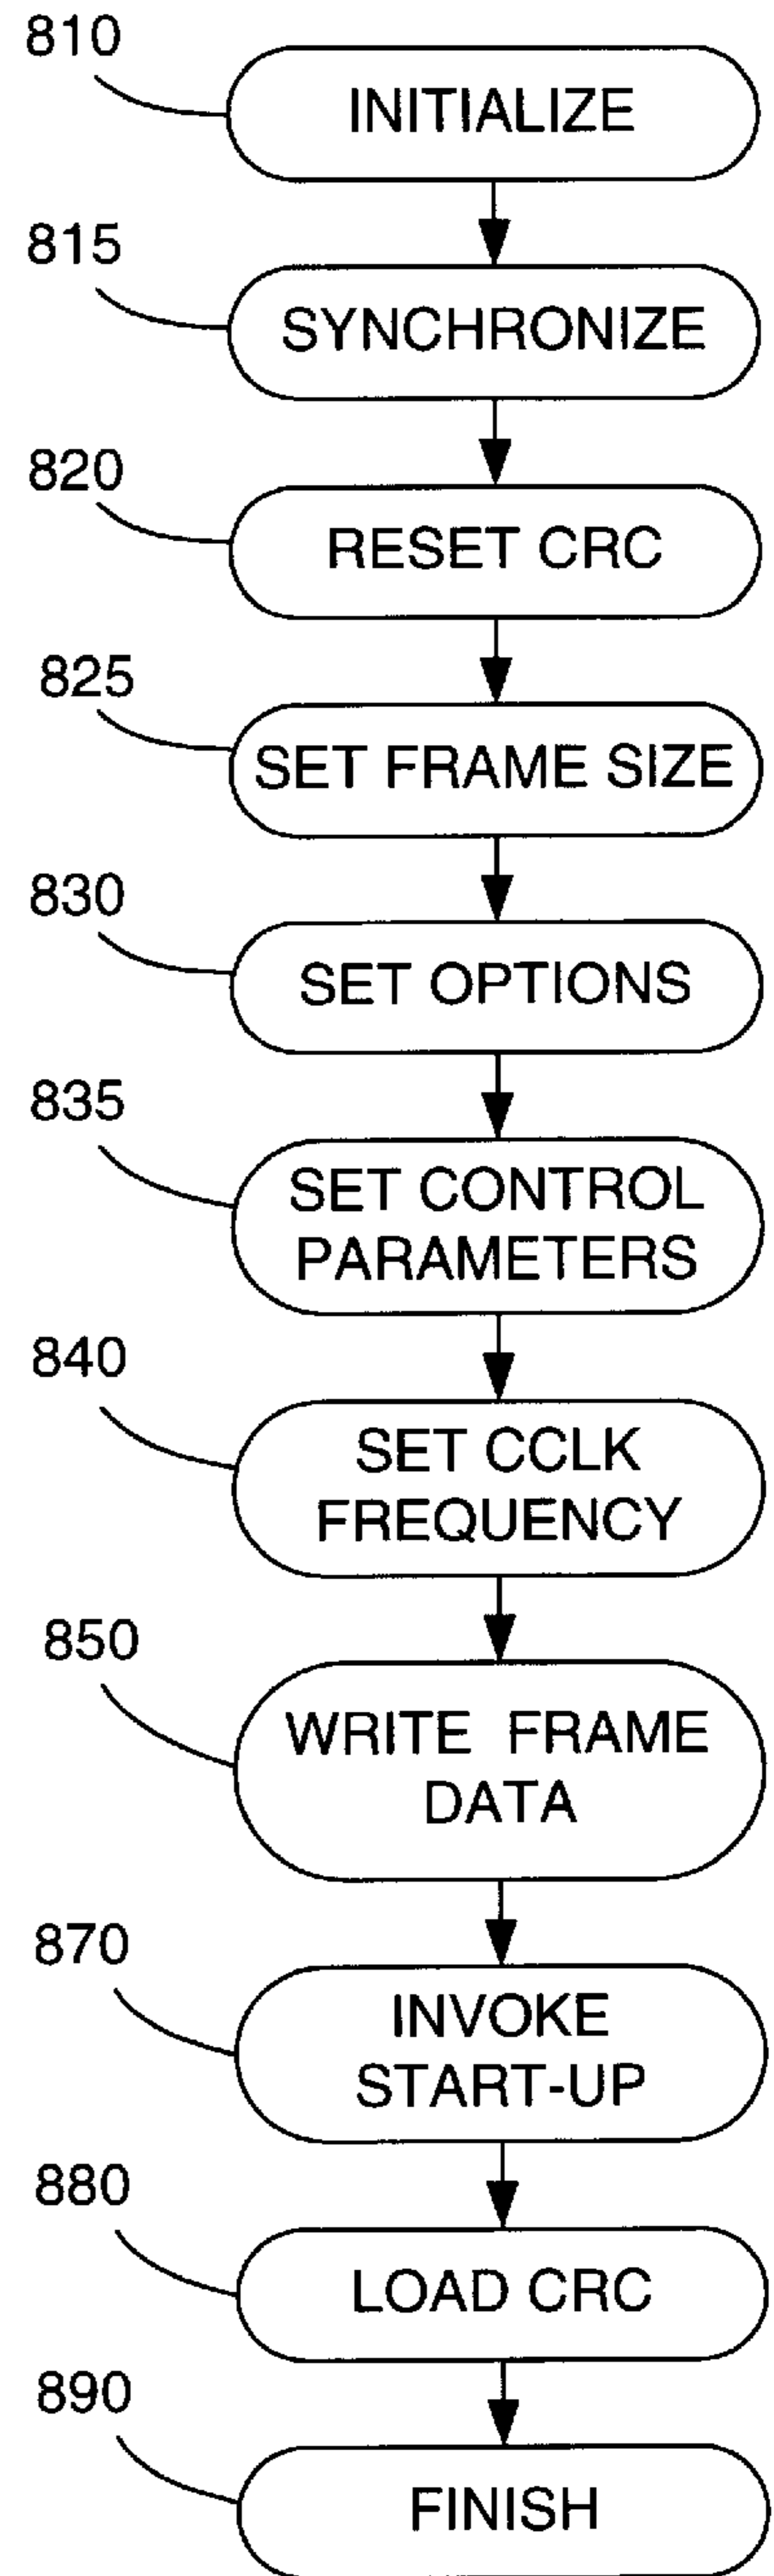 810
INITIALIZE
815
SYNCHRONIZE
820
RESET CRC
825
SET FRAME SIZE
830
SET OPTIONS
835
SET CONTROL
PARAMETERS
840
SET CCLK
FREQUENCY
850
WRITE FRAME
DATA
870
INVOKE
START-UP
880
LOAD CRC
890
FINISH